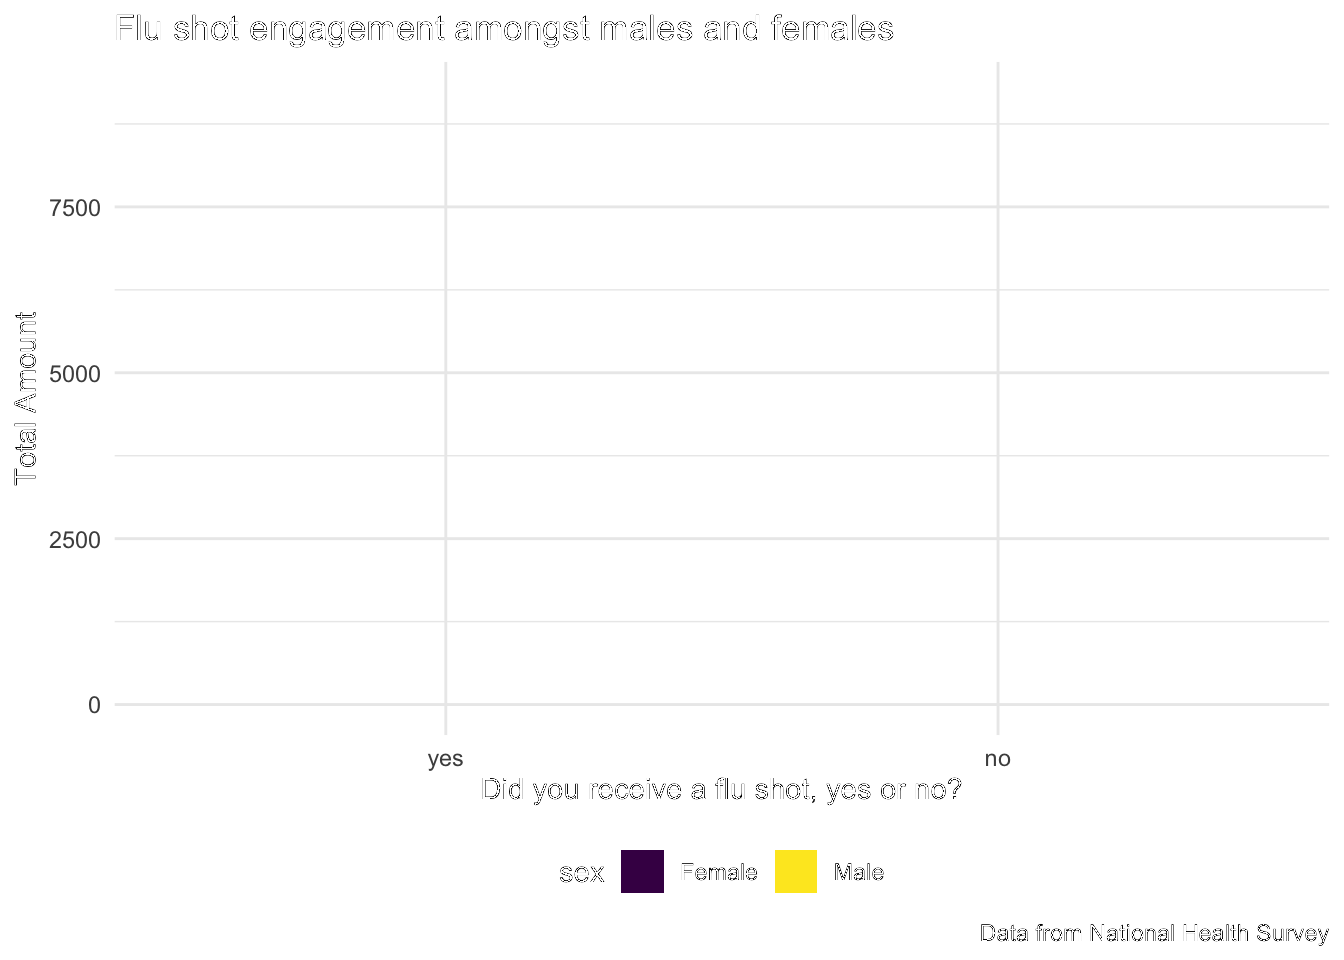 Flu shot engagement amongst males and females
Total Amount
7500
5000
2500
0
yes no
Did you receive a flu shot, yes or no?
sex Female Male
Data from National Health Survey